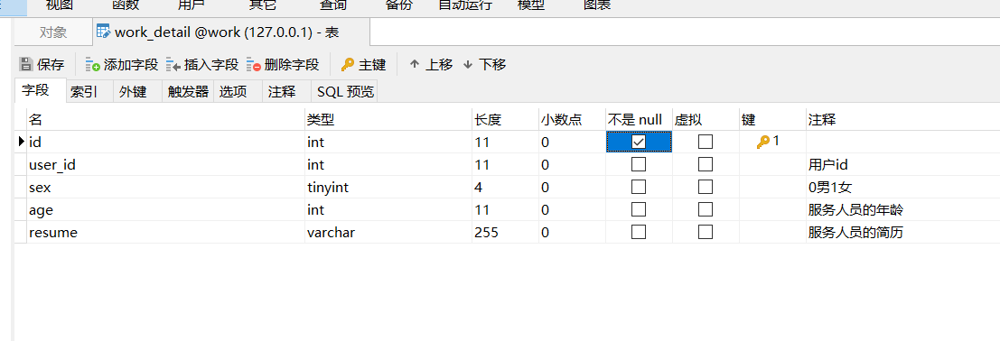 视图 函数 用户 其它 查询 备份 自动运行 模型 图表
对象 work_detail @work (127.0.0.1) - 表
保存 添加字段 插入字段 删除字段 主键 上移 下移
字段 索引 外键 触发器 选项 注释 SQL 预览
名 类型 长度 小数点 不是 null 虚拟 键 注释
id int 11 0 1
user_id int 11 0 用户id
sex tinyint 4 0 0男1女
age int 11 0 服务人员的年龄
resume varchar 255 0 服务人员的简历